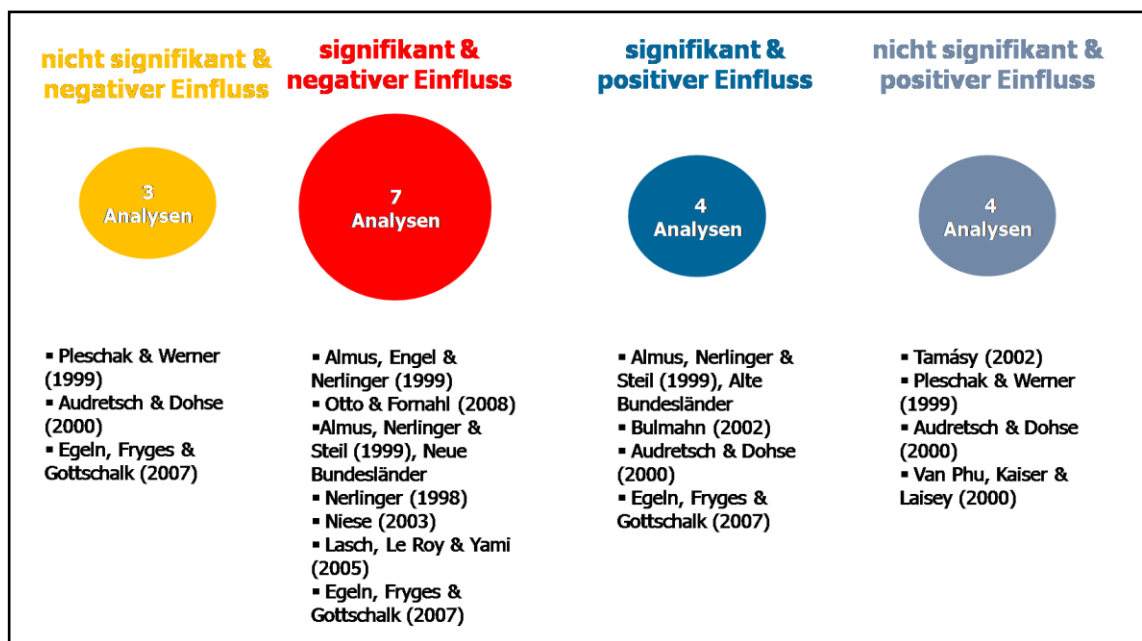 nicht signifikant &
negativer Einfluss
3
Analysen
▪ Pleschak & Werner
(1999)
▪ Audretsch & Dohse
(2000)
▪ Egeln, Fryges &
Gottschalk (2007)
signifikant &
negativer Einfluss
7
Analysen
▪ Almus, Engel &
Nerlinger (1999)
▪ Otto & Fornahl (2008)
▪Almus, Nerlinger &
Steil (1999), Neue
Bundesländer
▪ Nerlinger (1998)
▪ Niese (2003)
▪ Lasch, Le Roy & Yami
(2005)
▪ Egeln, Fryges &
Gottschalk (2007)
signifikant &
positiver Einfluss
4
Analysen
▪ Almus, Nerlinger &
Steil (1999), Alte
Bundesländer
▪ Bulmahn (2002)
▪ Audretsch & Dohse
(2000)
▪ Egeln, Fryges &
Gottschalk (2007)
nicht signifikant &
positiver Einfluss
4
Analysen
▪ Tamásy (2002)
▪ Pleschak & Werner
(1999)
▪ Audretsch & Dohse
(2000)
▪ Van Phu, Kaiser &
Laisey (2000)